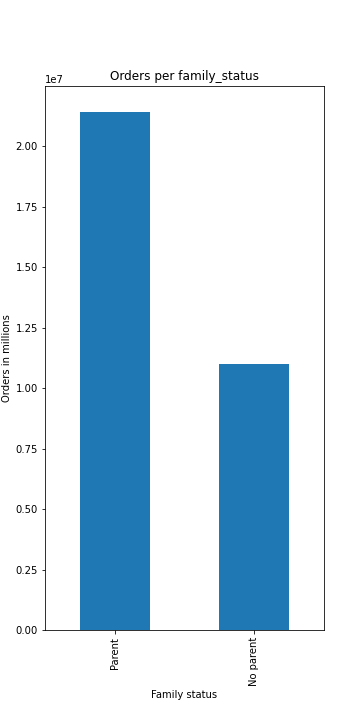 Orders per family_status
1e7
2.00
1.75
1.50
1.25
1.00
0.75
0.50
0.25
0.00
Orders in millions
Parent
No parent
Family status